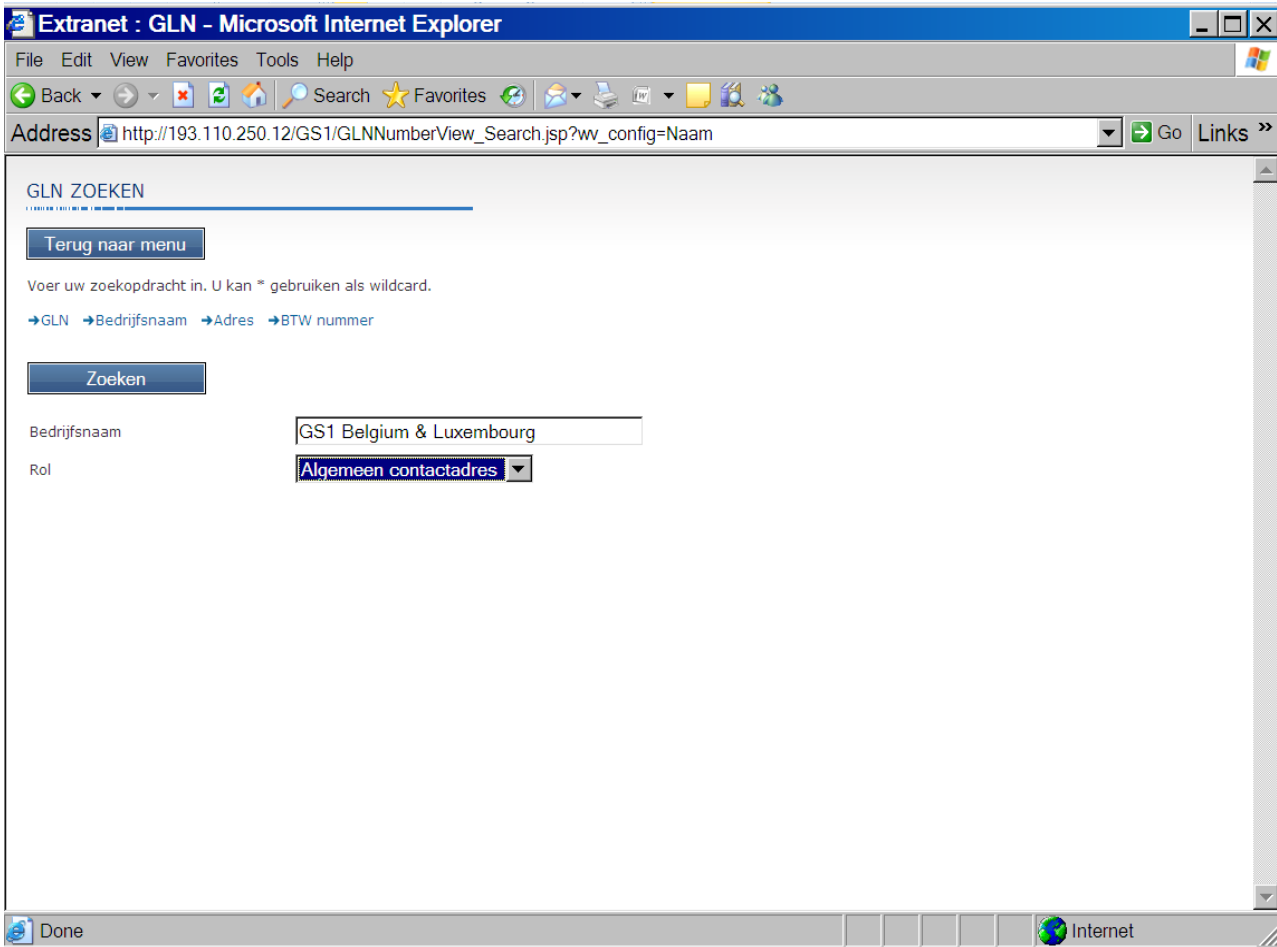 Extranet : GLN - Microsoft Internet Explorer
File Edit View Favorites Tools Help
Back Search Favorites
Address http://193.110.250.12/GS1/GLNNumberView_Search.jsp?wv_config=Naam Go Links »
GLN ZOEKEN
Terug naar menu
Voer uw zoekopdracht in. U kan * gebruiken als wildcard.
➔GLN ➔Bedrijfsnaam ➔Adres ➔BTW nummer
Zoeken
Bedrijfsnaam GS1 Belgium & Luxembourg
Rol Algemeen contactadres
Done Internet